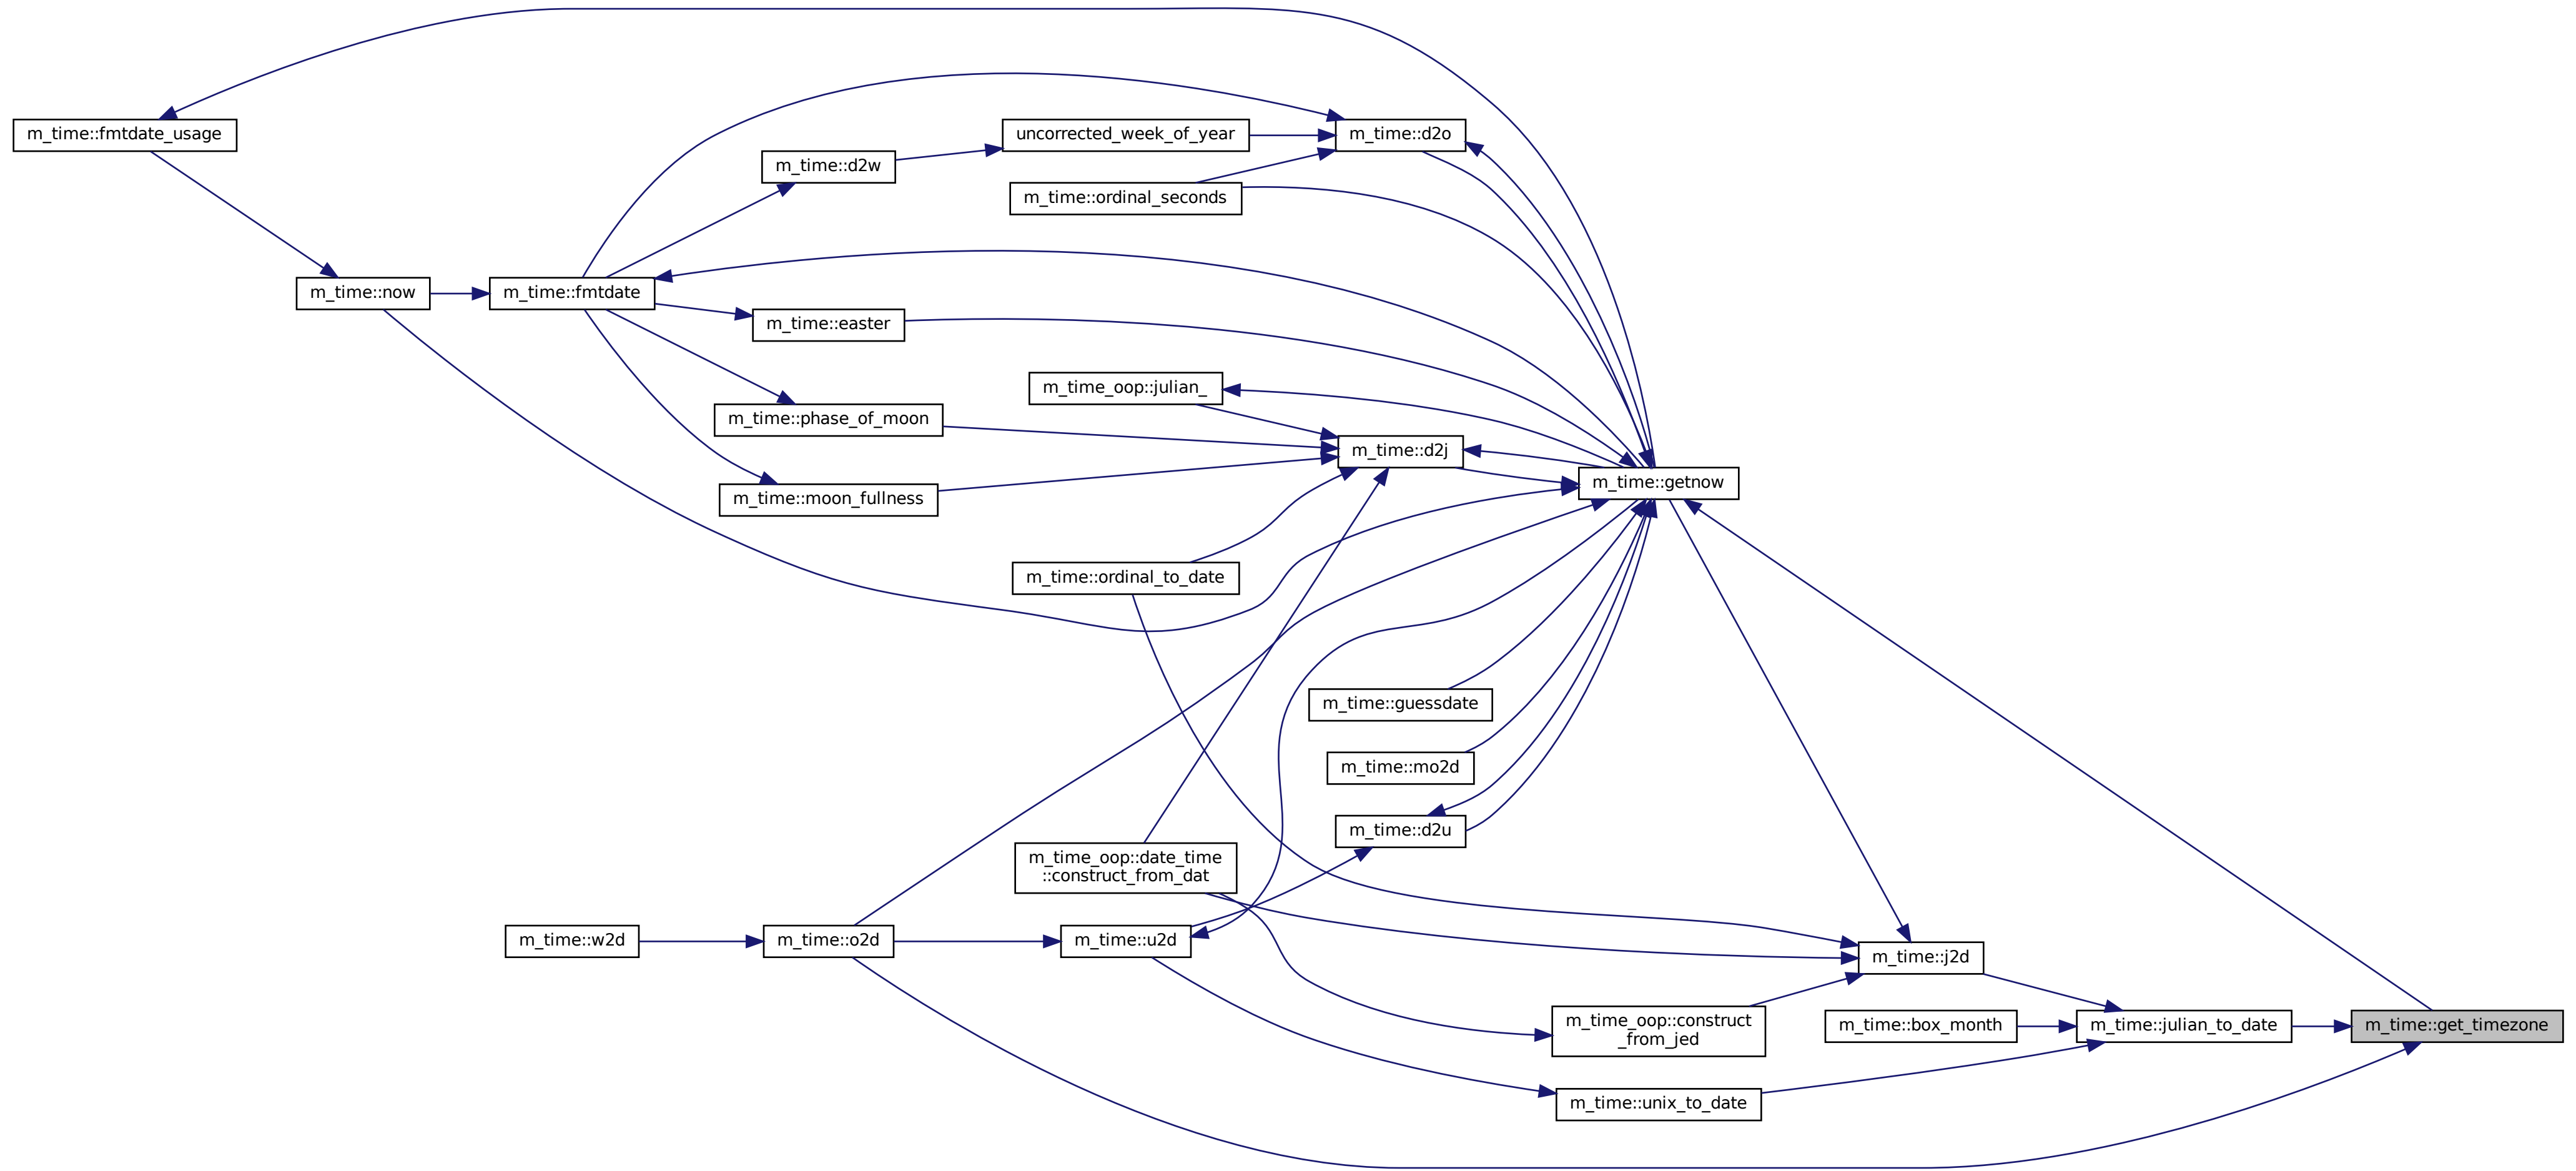 m_time::fmtdate_usage
m_time::d2o
uncorrected_week_of_year
m_time::d2w
m_time::ordinal_seconds
m_time::now
m_time::fmtdate
m_time::easter
m_time_oop::julian_
m_time::phase_of_moon
m_time::d2j
m_time::getnow
m_time::moon_fullness
m_time::ordinal_to_date
m_time::guessdate
m_time::mo2d
m_time::d2u
m_time_oop::date_time
::construct_from_dat
m_time::w2d
m_time::o2d
m_time::u2d
m_time::j2d
m_time_oop::construct
_from_jed
m_time::box_month
m_time::julian_to_date
m_time::get_timezone
m_time::unix_to_date